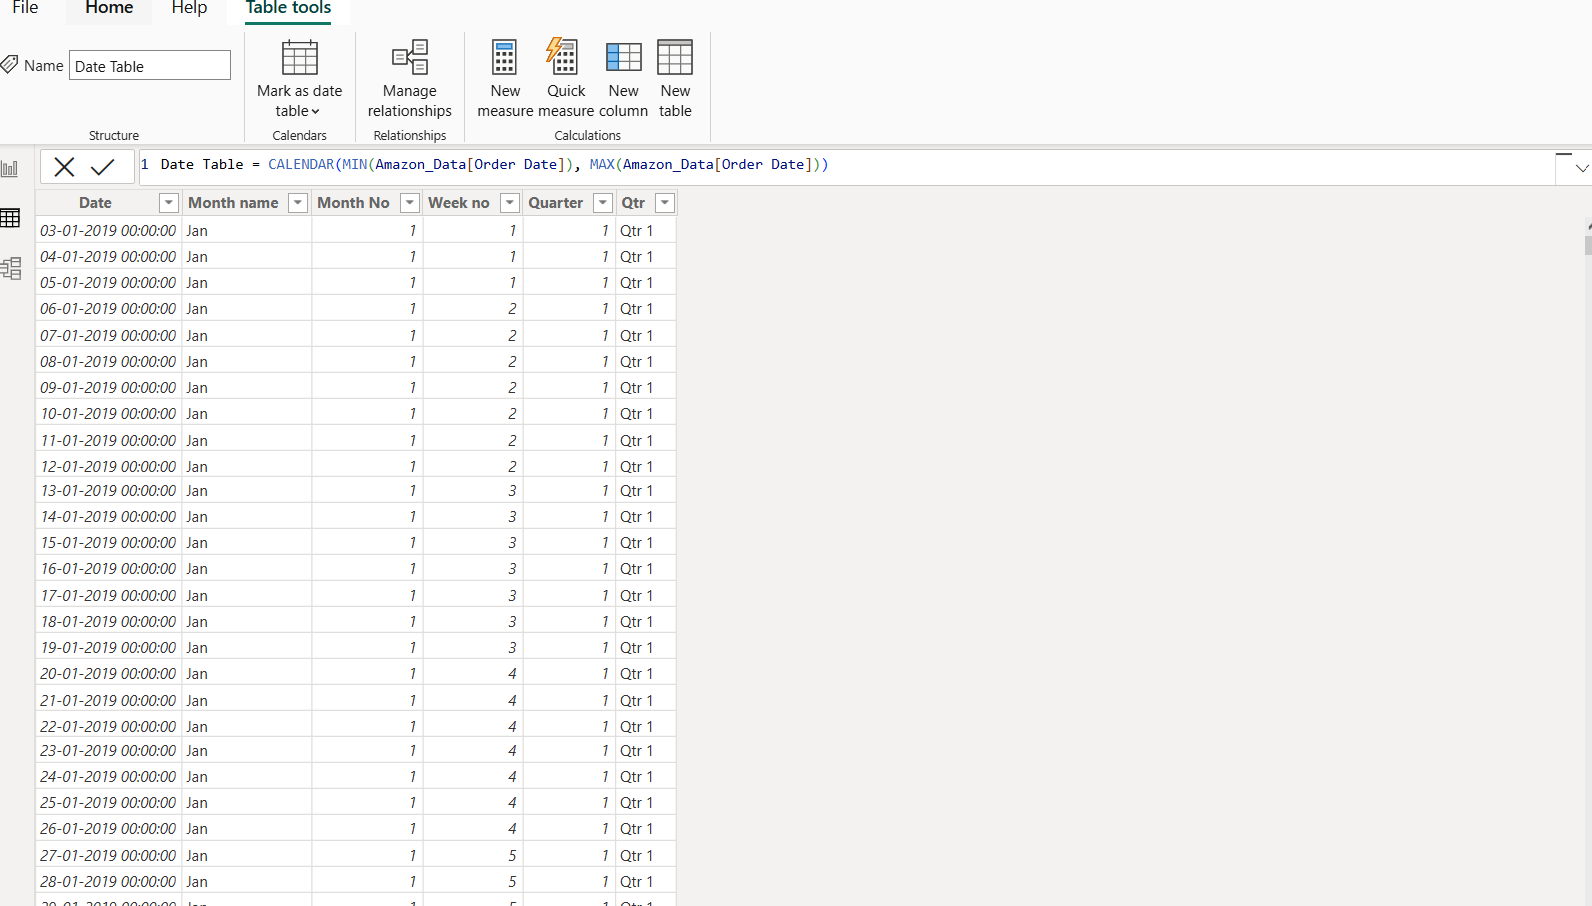 File Home Help Table tools
Name Date Table
Mark as date table
Manage relationships
New measure
Quick measure
New column
New table
Structure Calendars Relationships Calculations
1 Date Table = CALENDAR(MIN(Amazon_Data[Order Date]), MAX(Amazon_Data[Order Date]))
Date Month name Month No Week no Quarter Qtr
03-01-2019 00:00:00 Jan 1 1 1 Qtr 1
04-01-2019 00:00:00 Jan 1 1 1 Qtr 1
05-01-2019 00:00:00 Jan 1 1 1 Qtr 1
06-01-2019 00:00:00 Jan 1 2 1 Qtr 1
07-01-2019 00:00:00 Jan 1 2 1 Qtr 1
08-01-2019 00:00:00 Jan 1 2 1 Qtr 1
09-01-2019 00:00:00 Jan 1 2 1 Qtr 1
10-01-2019 00:00:00 Jan 1 2 1 Qtr 1
11-01-2019 00:00:00 Jan 1 2 1 Qtr 1
12-01-2019 00:00:00 Jan 1 2 1 Qtr 1
13-01-2019 00:00:00 Jan 1 3 1 Qtr 1
14-01-2019 00:00:00 Jan 1 3 1 Qtr 1
15-01-2019 00:00:00 Jan 1 3 1 Qtr 1
16-01-2019 00:00:00 Jan 1 3 1 Qtr 1
17-01-2019 00:00:00 Jan 1 3 1 Qtr 1
18-01-2019 00:00:00 Jan 1 3 1 Qtr 1
19-01-2019 00:00:00 Jan 1 3 1 Qtr 1
20-01-2019 00:00:00 Jan 1 4 1 Qtr 1
21-01-2019 00:00:00 Jan 1 4 1 Qtr 1
22-01-2019 00:00:00 Jan 1 4 1 Qtr 1
23-01-2019 00:00:00 Jan 1 4 1 Qtr 1
24-01-2019 00:00:00 Jan 1 4 1 Qtr 1
25-01-2019 00:00:00 Jan 1 4 1 Qtr 1
26-01-2019 00:00:00 Jan 1 4 1 Qtr 1
27-01-2019 00:00:00 Jan 1 5 1 Qtr 1
28-01-2019 00:00:00 Jan 1 5 1 Qtr 1